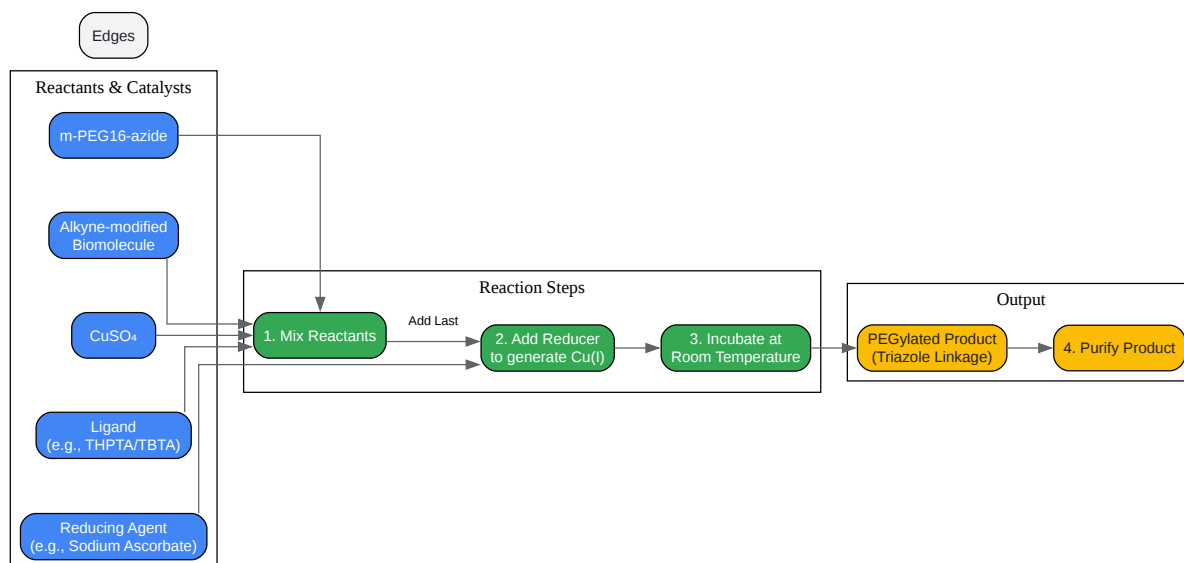 Edges
Reactants & Catalysts
m-PEG16-azide
Alkyne-modified
Biomolecule
CuSO₄
Ligand
(e.g., THPTA/TBTA)
Reducing Agent
(e.g., Sodium Ascorbate)
Reaction Steps
1. Mix Reactants
Add Last
2. Add Reducer
to generate Cu(I)
3. Incubate at
Room Temperature
Output
PEGylated Product
(Triazole Linkage)
4. Purify Product